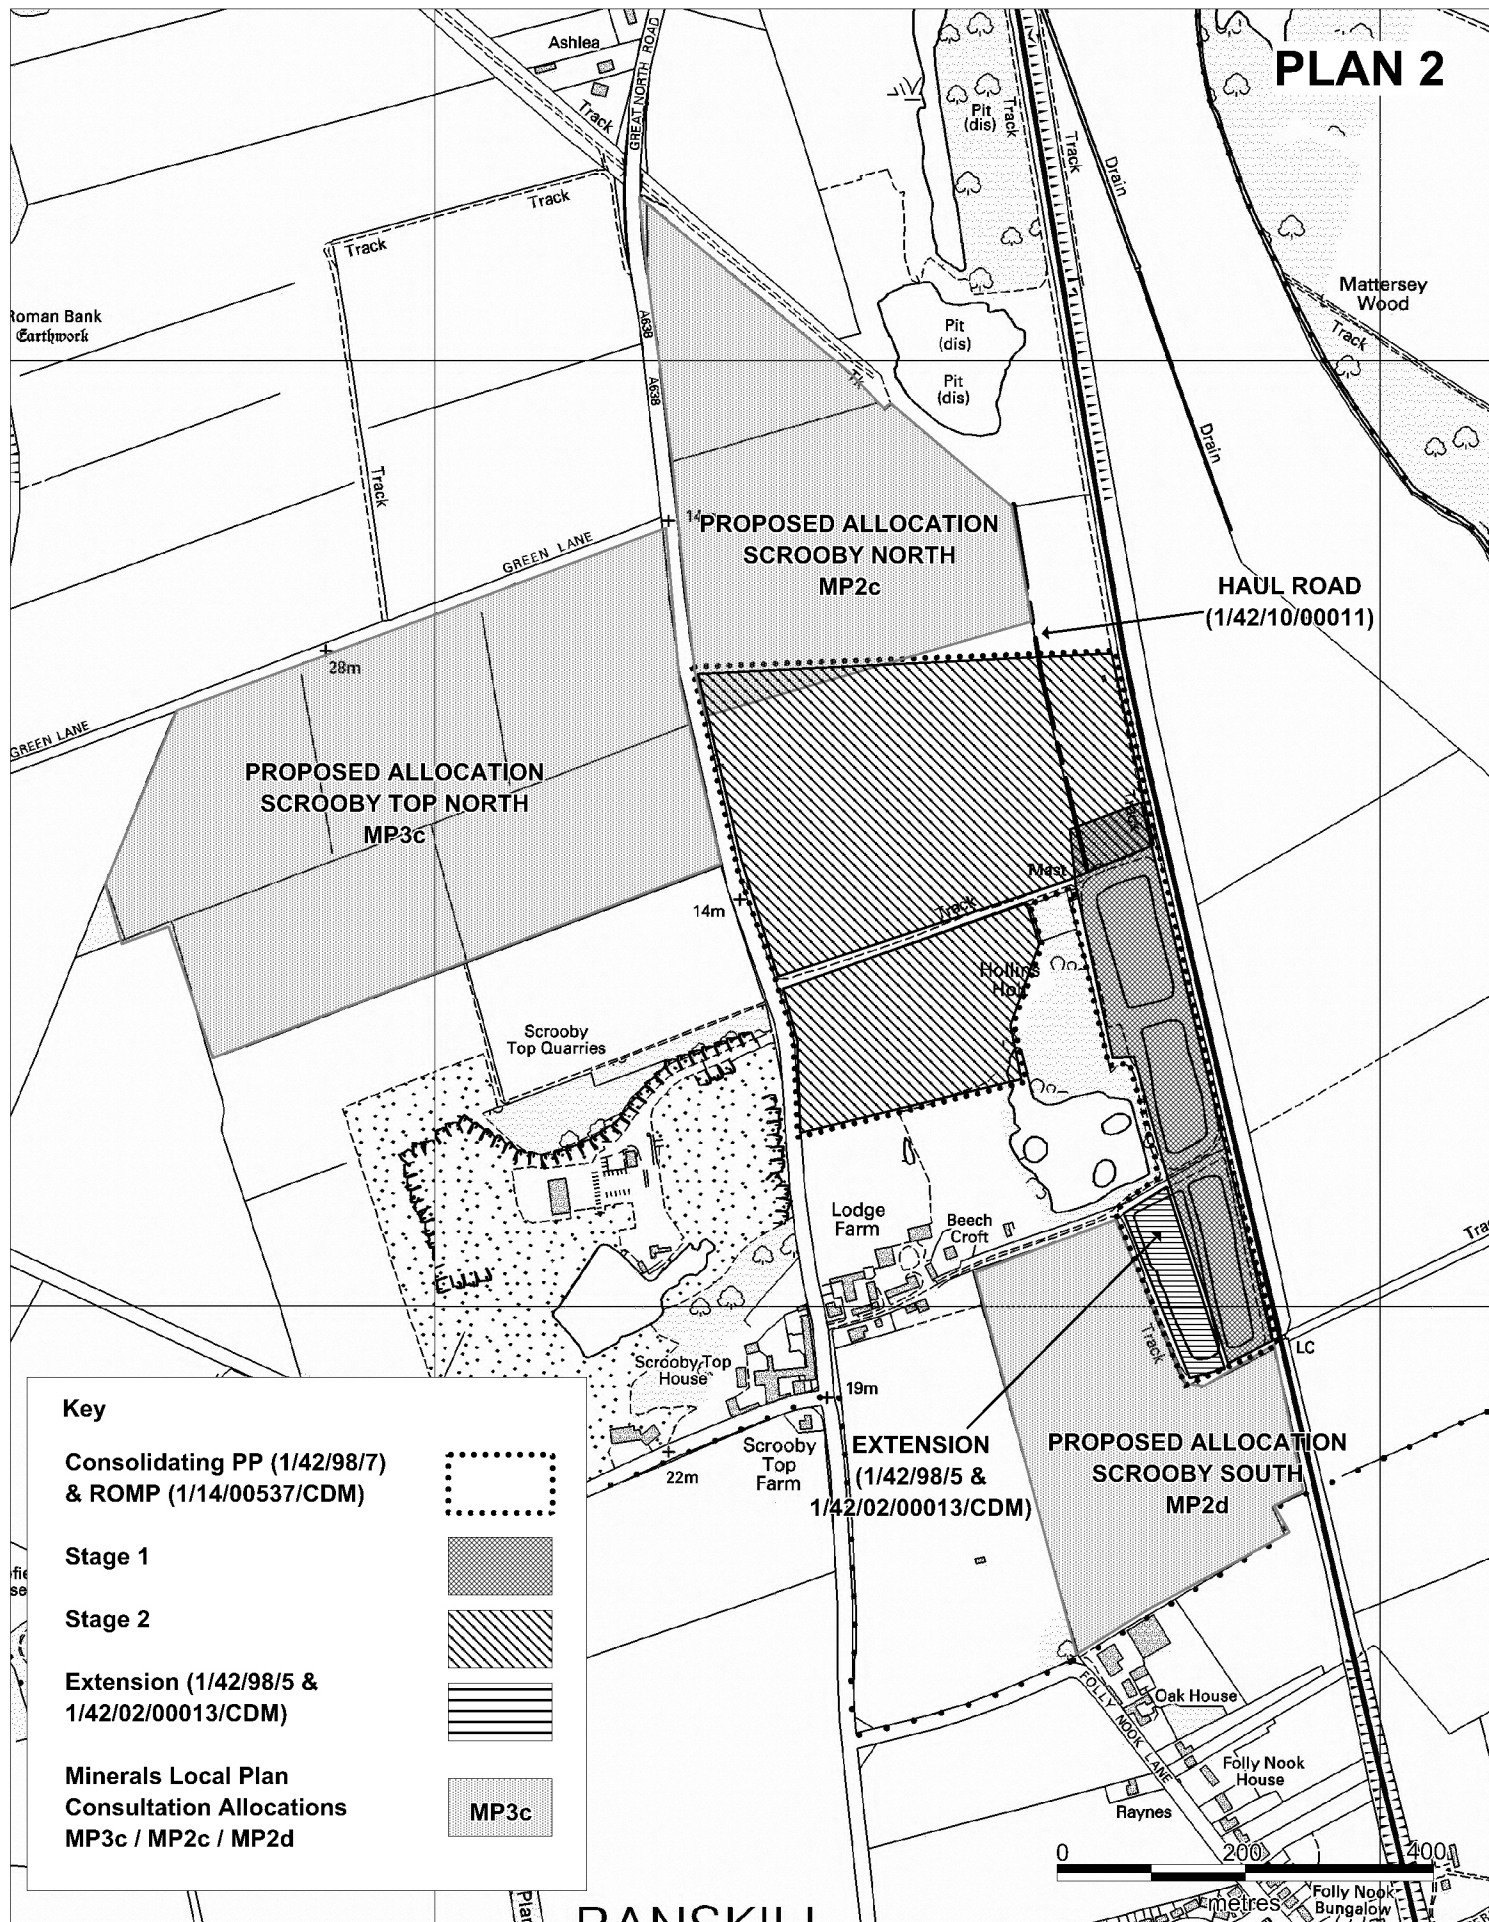 PLAN 2
Ashlea
GREAT NORTH ROAD
Track
Pit
(dis)
Track
Track
Drain
Track
Track
Mattersey
Wood
Track
Roman Bank
Earthwork
A638
Pit
(dis)
Pit
(dis)
A638
Drain
Track
14
PROPOSED ALLOCATION
SCROOBY NORTH
MP2c
GREEN LANE
HAUL ROAD
(1/42/10/00011)
28m
GREEN LANE
PROPOSED ALLOCATION
SCROOBY TOP NORTH
MP3c
Track
Mast
14m
Track
Hollins
Holt
Scrooby
Top Quarries
Lodge
Farm
Beech
Croft
Track
LC
Scrooby Top
House
19m
Scrooby
Top
Farm
22m
EXTENSION
(1/42/98/5 &
1/42/02/00013/CDM)
PROPOSED ALLOCATION
SCROOBY SOUTH
MP2d
Key
Consolidating PP (1/42/98/7)
& ROMP (1/14/00537/CDM)
Stage 1
Stage 2
Extension (1/42/98/5 &
1/42/02/00013/CDM)
Minerals Local Plan
Consultation Allocations
MP3c / MP2c / MP2d
MP3c
Oak House
FOLLY NOOK LANE
Folly Nook
House
Raynes
0 200 400
metres
Folly Nook
Bungalow
RANSKILL